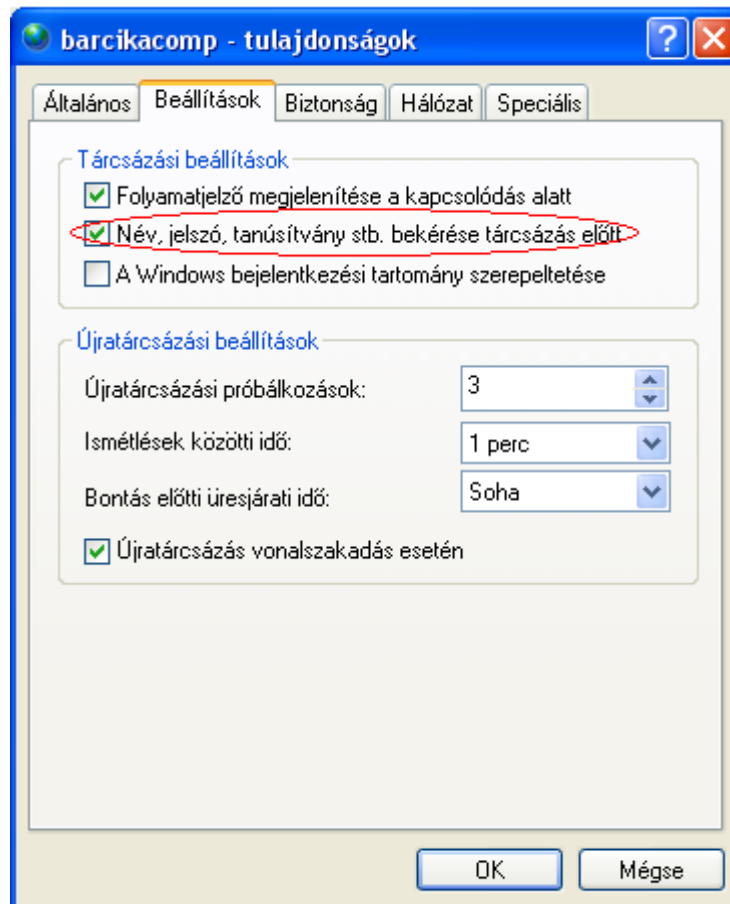 barcikacomp - tulajdonságok
Általános Beállítások Biztonság Hálózat Speciális
Tárcsázási beállítások
Folyamatjelző megjelenítése a kapcsolódás alatt
Név, jelszó, tanúsítvány stb. bekérése tárcsázás előtt
A Windows bejelentkezési tartomány szerepeltetése
Újratárcsázási beállítások
Újratárcsázási próbálkozások: 3
Ismétlések közötti idő: 1 perc
Bontás előtti üresjárati idő: Soha
Újratárcsázás vonalszakadás esetén
OK Mégse